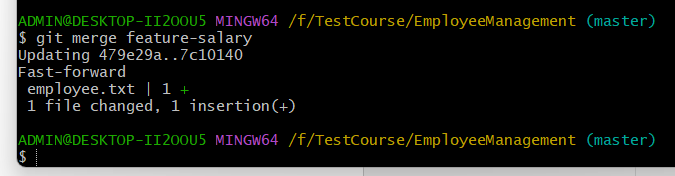 ADMIN@DESKTOP-II2OOU5 MINGW64 /f/TestCourse/EmployeeManagement (master)
$ git merge feature-salary
Updating 479e29a..7c10140
Fast-forward
 employee.txt | 1 +
 1 file changed, 1 insertion(+)

ADMIN@DESKTOP-II2OOU5 MINGW64 /f/TestCourse/EmployeeManagement (master)
$